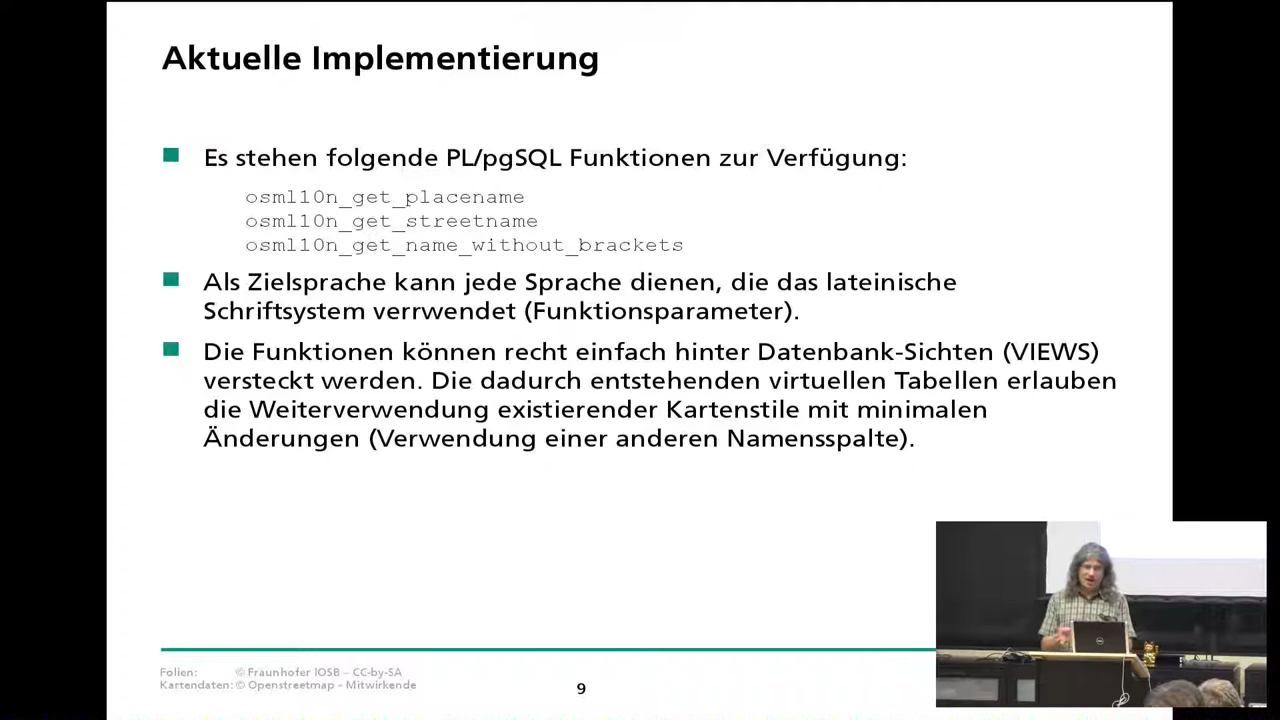 Aktuelle Implementierung
Es stehen folgende PL/pgSQL Funktionen zur Verfügung:
osml10n_get_placename
osml10n_get_streetname
osml10n_get_name_without_brackets
Als Zielsprache kann jede Sprache dienen, die das lateinische
Schriftsystem verrwendet (Funktionsparameter).
Die Funktionen können recht einfach hinter Datenbank-Sichten (VIEWS)
versteckt werden. Die dadurch entstehenden virtuellen Tabellen erlauben
die Weiterverwendung existierender Kartenstile mit minimalen
Änderungen (Verwendung einer anderen Namensspalte).
Folien: © Fraunhofer IOSB – CC-by-SA
Kartendaten: © Openstreetmap - Mitwirkende
9